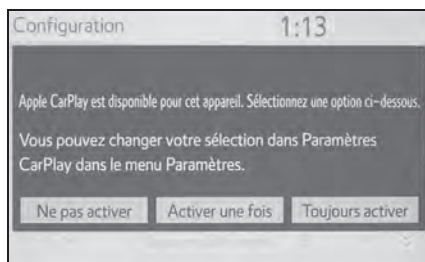 Configuration 1:13
Apple CarPlay est disponible pour cet appareil. Sélectionnez une option ci-dessous.
Vous pouvez changer votre sélection dans Paramètres
CarPlay dans le menu Paramètres.
Ne pas activer Activer une fois Toujours activer